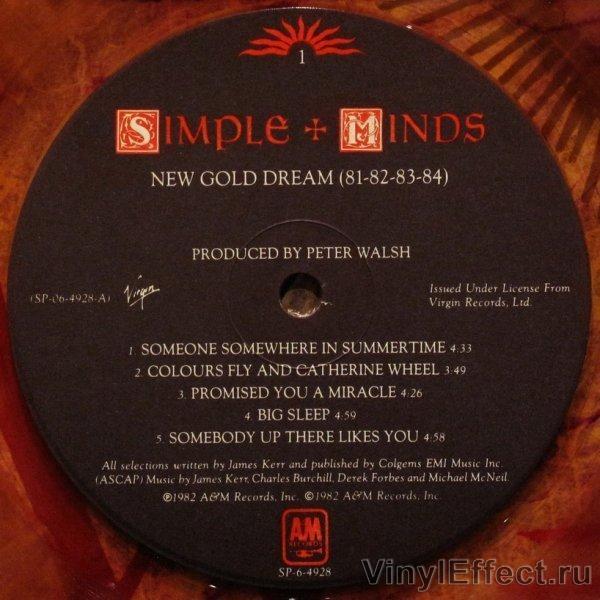 1
SIMPLE + MINDS
NEW GOLD DREAM (81-82-83-84)
PRODUCED BY PETER WALSH
(SP-06-4928-A)
Virgin
Issued Under License From
Virgin Records, Ltd.
1. SOMEONE SOMEWHERE IN SUMMERTIME 4:33
2. COLOURS FLY AND CATHERINE WHEEL 3:49
3. PROMISED YOU A MIRACLE 4:26
4. BIG SLEEP 4:59
5. SOMEBODY UP THERE LIKES YOU 4:58
All selections written by James Kerr and published by Colgems EMI Music Inc.
(ASCAP) Music by James Kerr, Charles Burchill, Derek Forbes and Michael McNeil.
℗1982 A&M Records, Inc. ©1982 A&M Records, Inc.
A&M
RECORDS
SP-6-4928
VinylEffect.ru